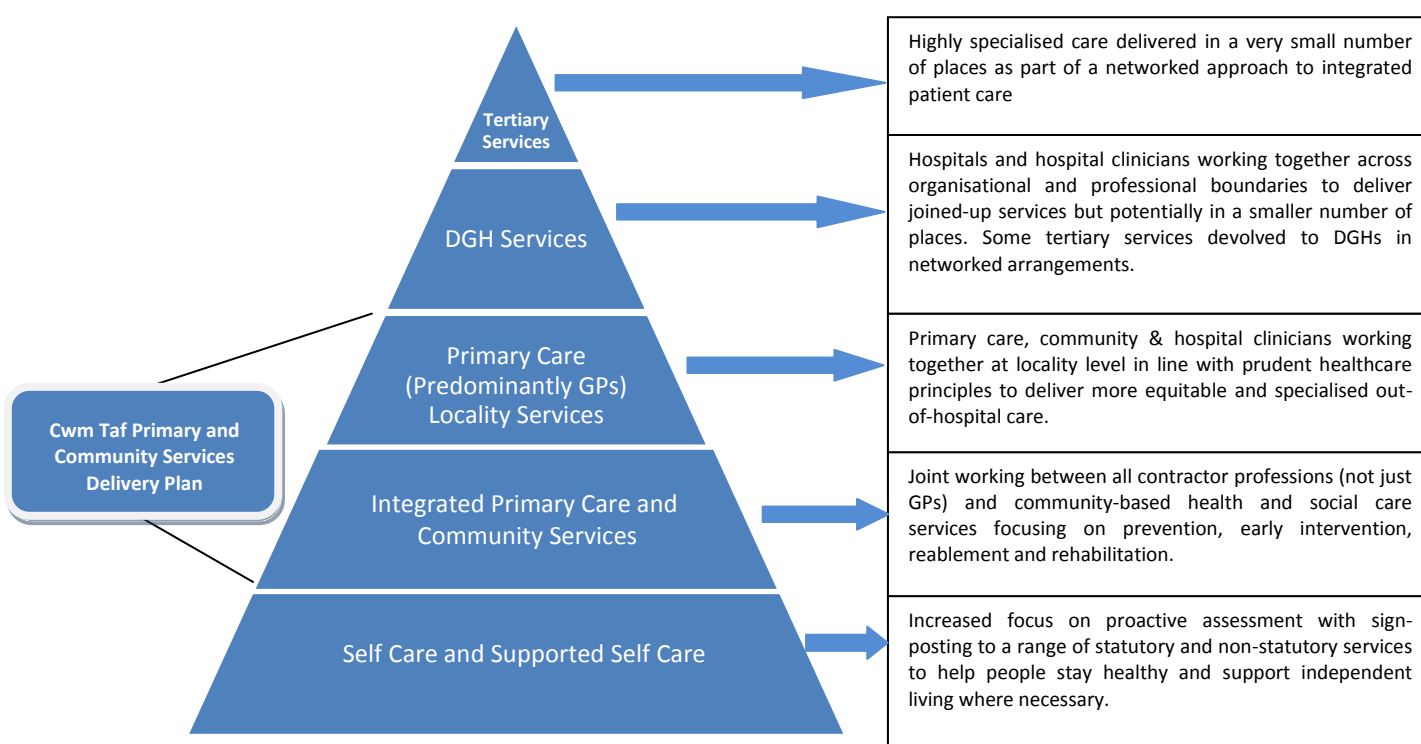 Tertiary
Services
Highly specialised care delivered in a very small number
of places as part of a networked approach to integrated
patient care
DGH Services
Hospitals and hospital clinicians working together across
organisational and professional boundaries to deliver
joined-up services but potentially in a smaller number of
places. Some tertiary services devolved to DGHs in
networked arrangements.
Primary Care
(Predominantly GPs)
Locality Services
Primary care, community & hospital clinicians working
together at locality level in line with prudent healthcare
principles to deliver more equitable and specialised out-
of-hospital care.
Cwm Taf Primary and
Community Services
Delivery Plan
Integrated Primary Care and
Community Services
Joint working between all contractor professions (not just
GPs) and community-based health and social care
services focusing on prevention, early intervention,
reablement and rehabilitation.
Self Care and Supported Self Care
Increased focus on proactive assessment with sign-
posting to a range of statutory and non-statutory services
to help people stay healthy and support independent
living where necessary.